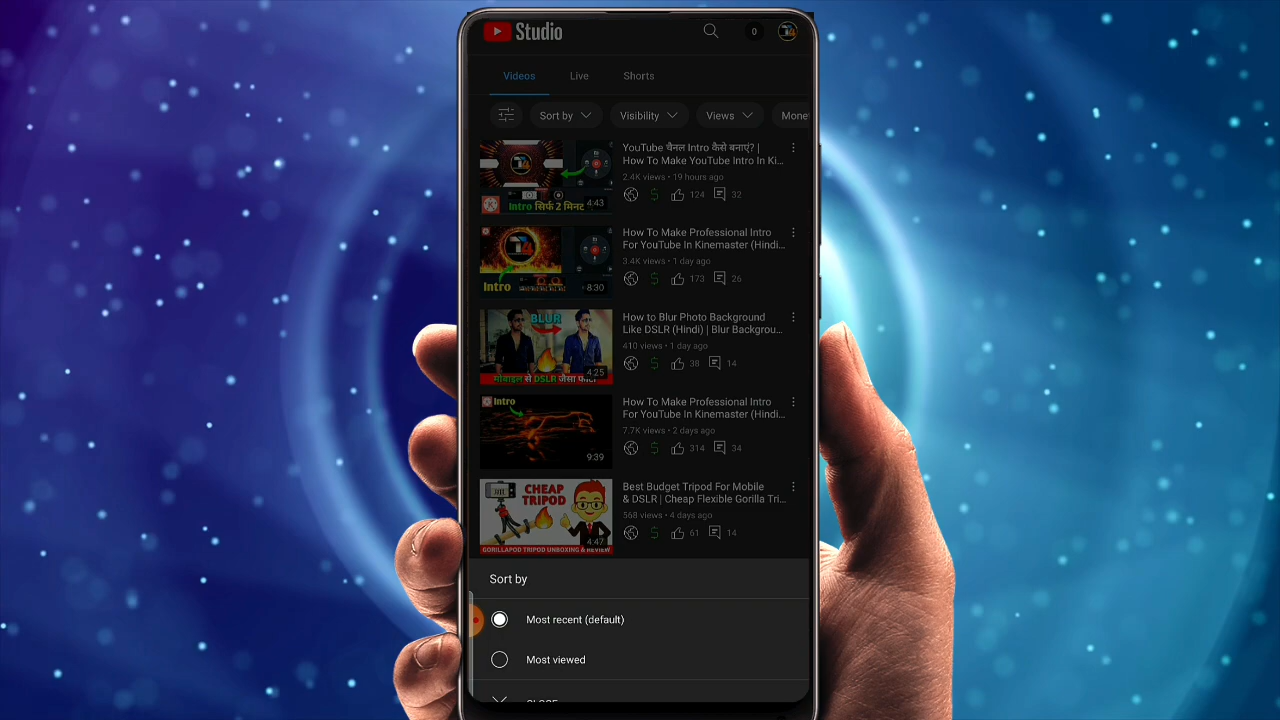 Studio
0
Videos
Live
Shorts
Sort by
Visibility
Views
Mone
YouTube चैनल Intro कैसे बनाएं? |
How To Make YouTube Intro In Ki...
2.4K views • 19 hours ago
124
32
Intro सिर्फ 2 मिनट
4:43
How To Make Professional Intro
For YouTube In Kinemaster (Hindi...
3.4K views • 1 day ago
173
26
Intro
8:30
How to Blur Photo Background
Like DSLR (Hindi) | Blur Backgrou...
410 views • 1 day ago
38
14
BLUR
4:25
मोबाइल से DSLR जैसा फोटो
How To Make Professional Intro
For YouTube In Kinemaster (Hindi...
7.7K views • 2 days ago
314
34
Intro
9:39
Best Budget Tripod For Mobile
& DSLR | Cheap Flexible Gorilla Tri...
568 views • 4 days ago
61
14
CHEAP
TRIPOD
4:47
GORILLAPOD TRIPOD UNBOXING & REVIEW
Sort by
Most recent (default)
Most viewed
CLOSE